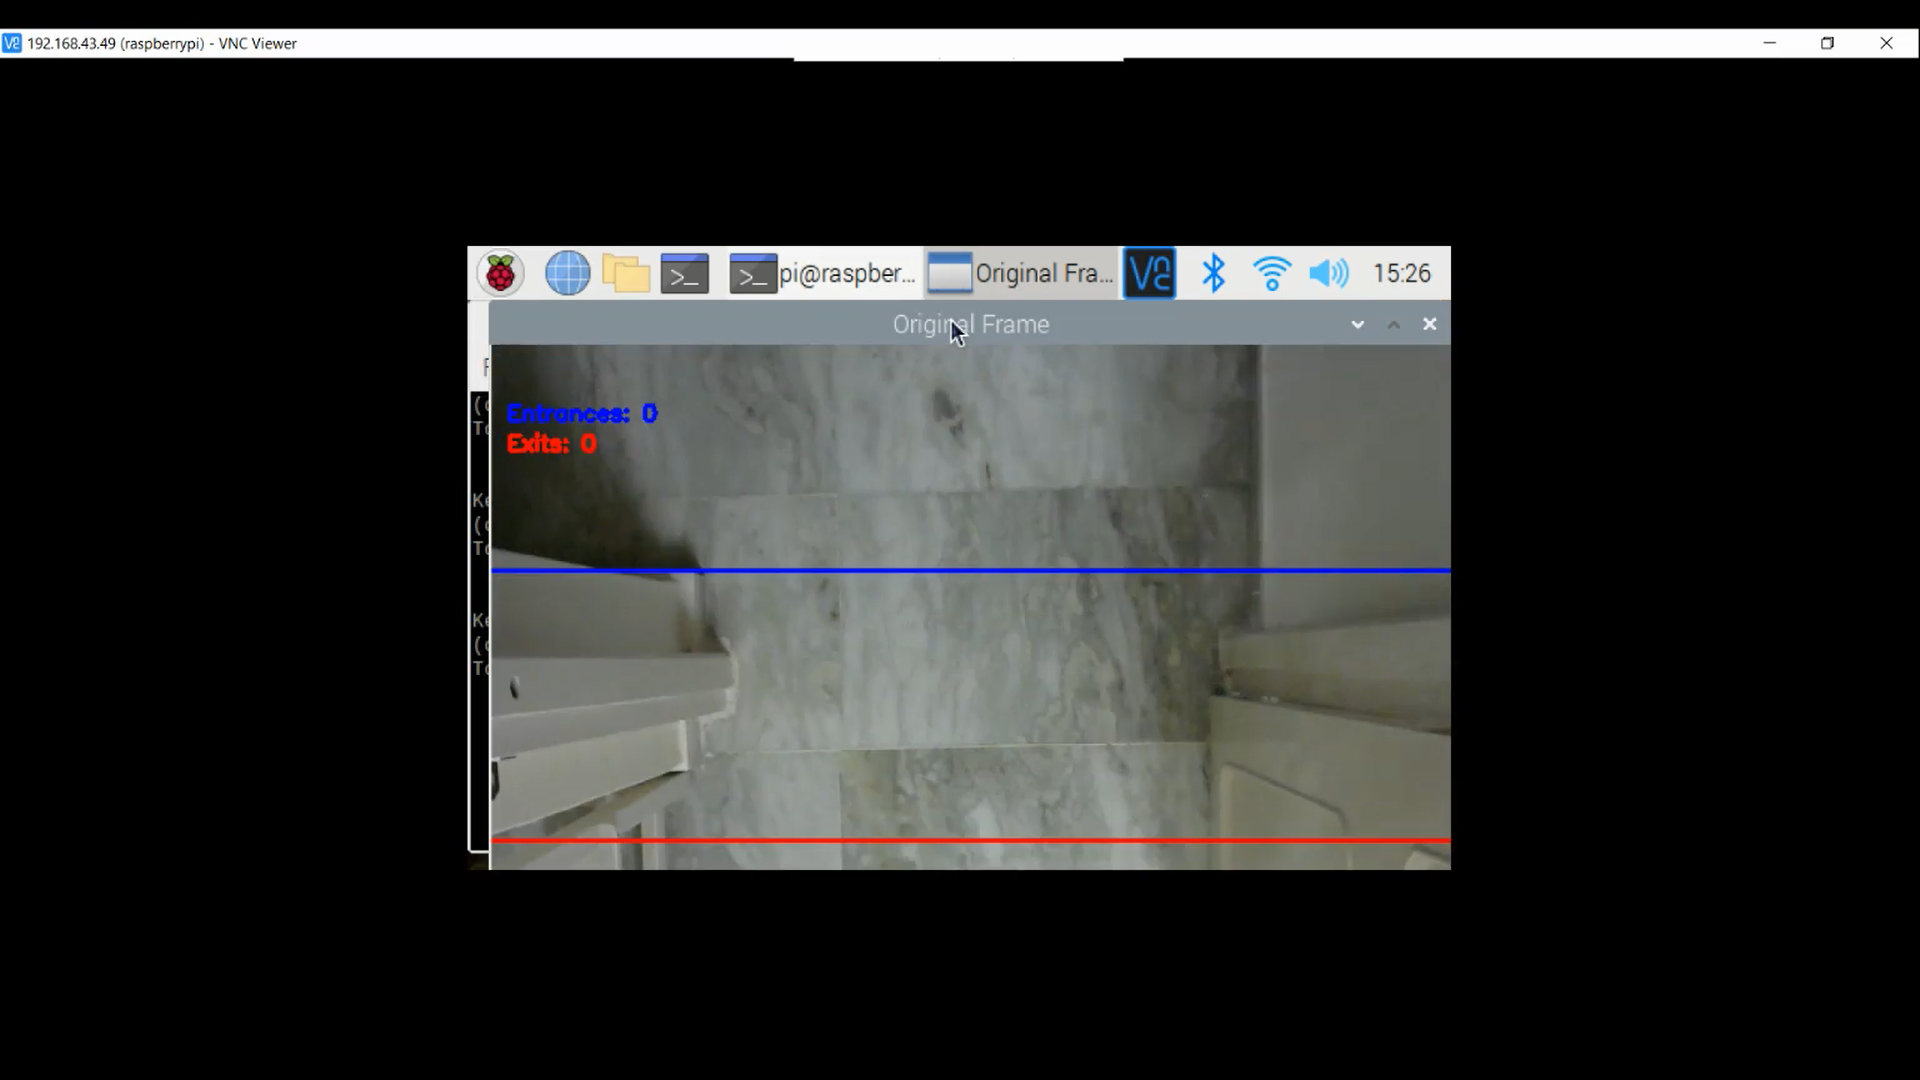 192.168.43.49 (raspberrypi) - VNC Viewer
pi@raspber... Original Fra... 15:26
Original Frame
Entrances: 0
Exits: 0